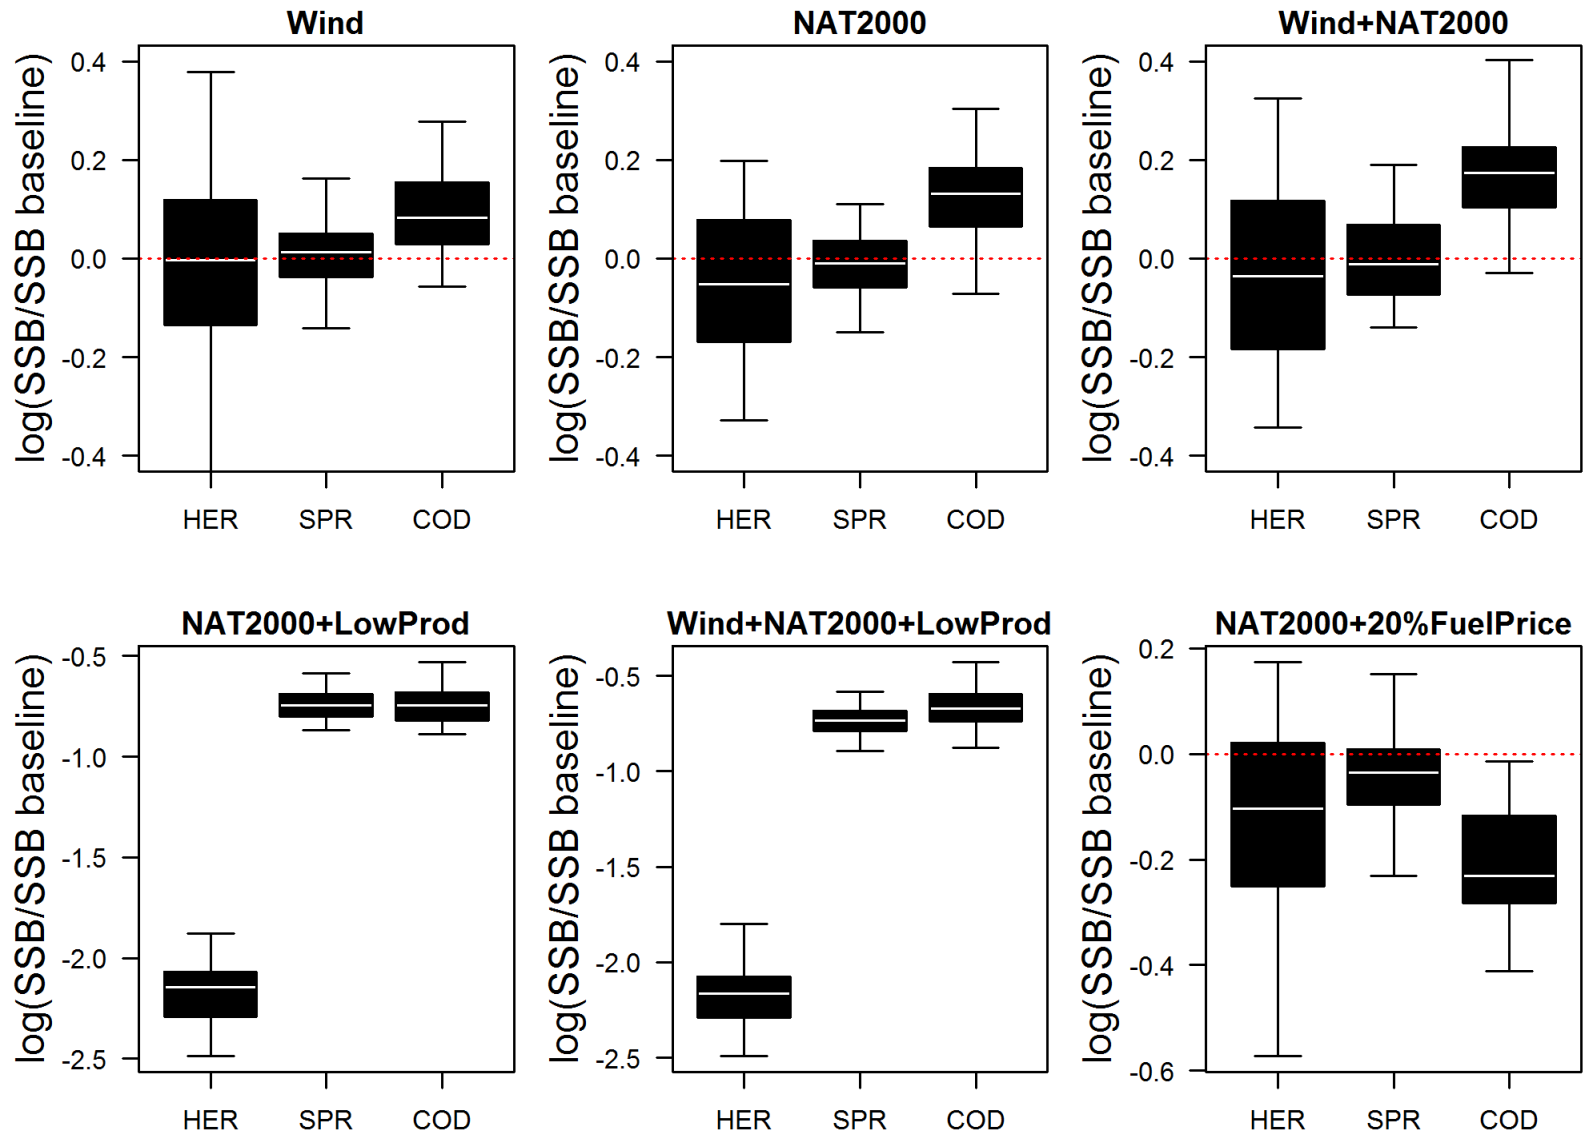 Wind
log(SSB/SSB baseline)
0.4
0.2
0.0
-0.2
-0.4
HER SPR COD
NAT2000
log(SSB/SSB baseline)
0.4
0.2
0.0
-0.2
-0.4
HER SPR COD
Wind+NAT2000
log(SSB/SSB baseline)
0.4
0.2
0.0
-0.2
-0.4
HER SPR COD
NAT2000+LowProd
log(SSB/SSB baseline)
-0.5
-1.0
-1.5
-2.0
-2.5
HER SPR COD
Wind+NAT2000+LowProd
log(SSB/SSB baseline)
-0.5
-1.0
-1.5
-2.0
-2.5
HER SPR COD
NAT2000+20%FuelPrice
log(SSB/SSB baseline)
0.2
0.0
-0.2
-0.4
-0.6
HER SPR COD